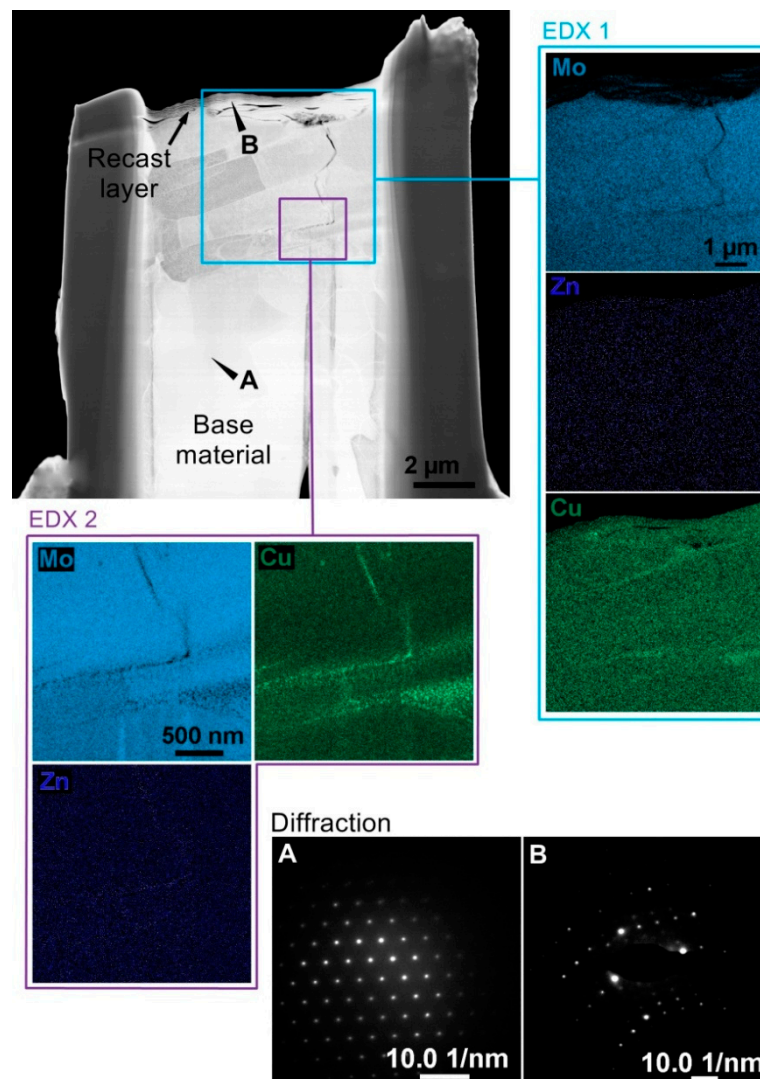 EDX 1
Mo
1 µm
Zn
Cu
B
Recast
layer
A
Base
material
2 µm
EDX 2
Mo
Cu
500 nm
Zn
Diffraction
A
B
10.0 1/nm
10.0 1/nm